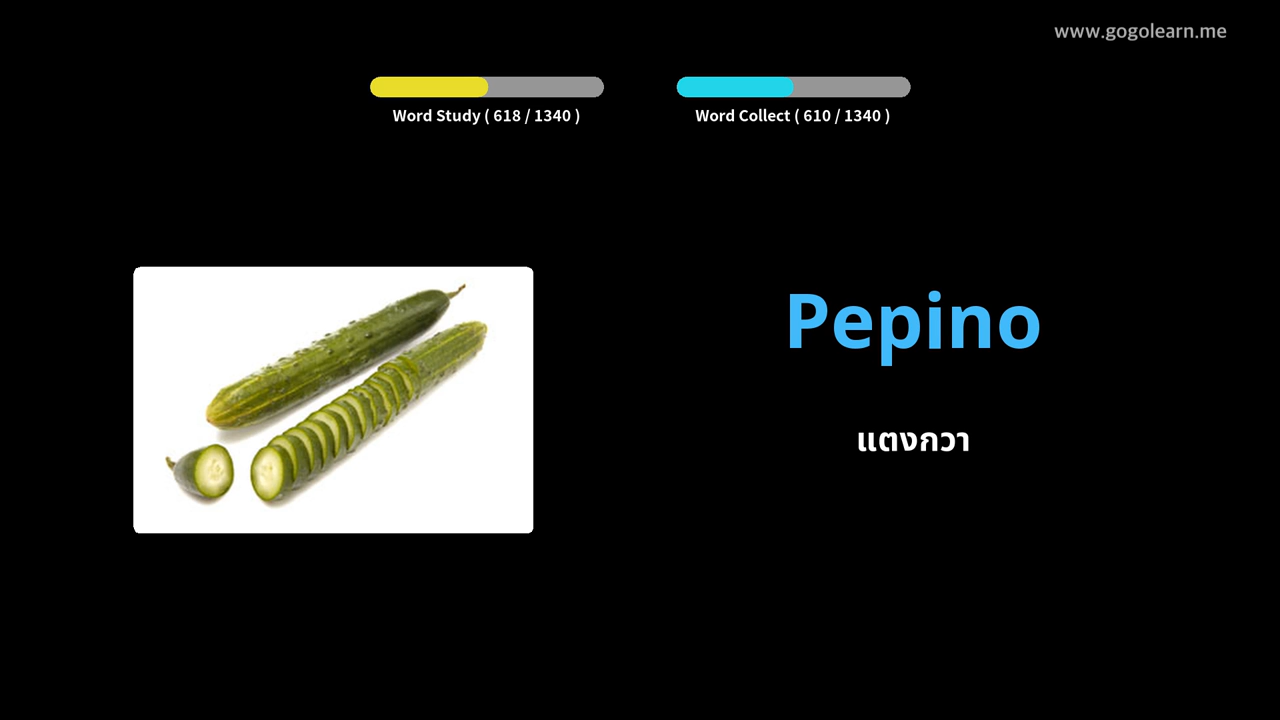 www.gogolearn.me
Word Study ( 618 / 1340 )
Word Collect ( 610 / 1340 )
Pepino
แตงกวา